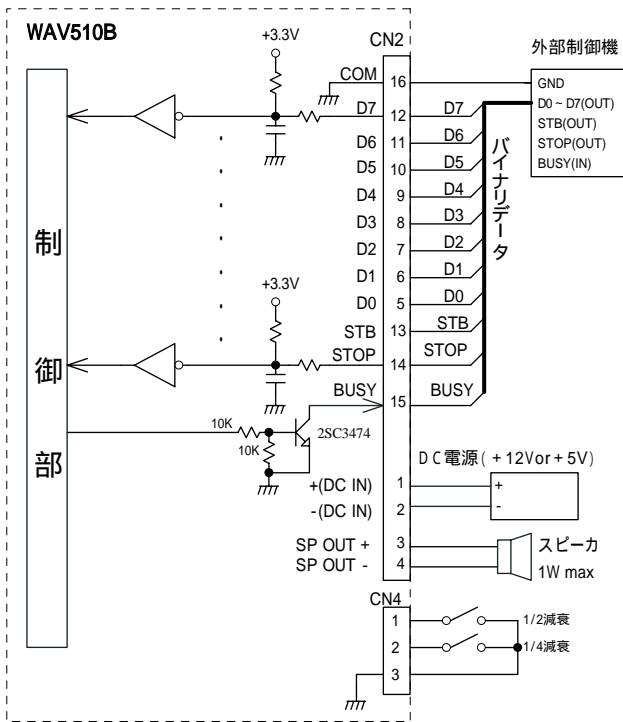 WAV510B
+3.3V
CN2
外部制御機
COM
16
GND
D7
12
D7
D0～D7(OUT)
D6
11
D6
STB(OUT)
D5
10
D5
STOP(OUT)
D4
9
D4
BUSY(IN)
D3
8
D3
バイナリデータ
D2
7
D2
D1
6
D1
D0
5
D0
STB
13
STB
STOP
14
STOP
BUSY
15
BUSY
+3.3V
制御部
10K
10K
2SC3474
DC電源(+12Vor+5V)
+(DC IN)
1
+
-(DC IN)
2
-
SP OUT +
3
スピーカ
SP OUT -
4
1W max
CN4
1
1/2減衰
2
1/4減衰
3